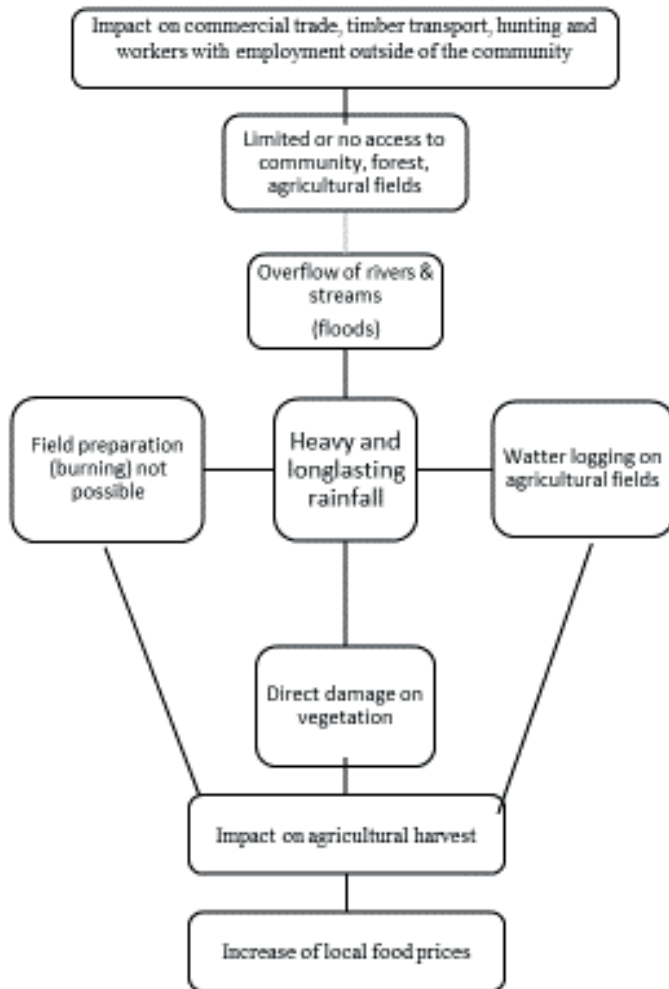 Impact on commercial trade, timber transport, hunting and
workers with employment outside of the community
Limited or no access to
community, forest,
agricultural fields
Overflow of rivers &
streams
(floods)
Field preparation
(burning) not
possible
Heavy and
longlasting
rainfall
Watter logging on
agricultural fields
Direct damage on
vegetation
Impact on agricultural harvest
Increase of local food prices